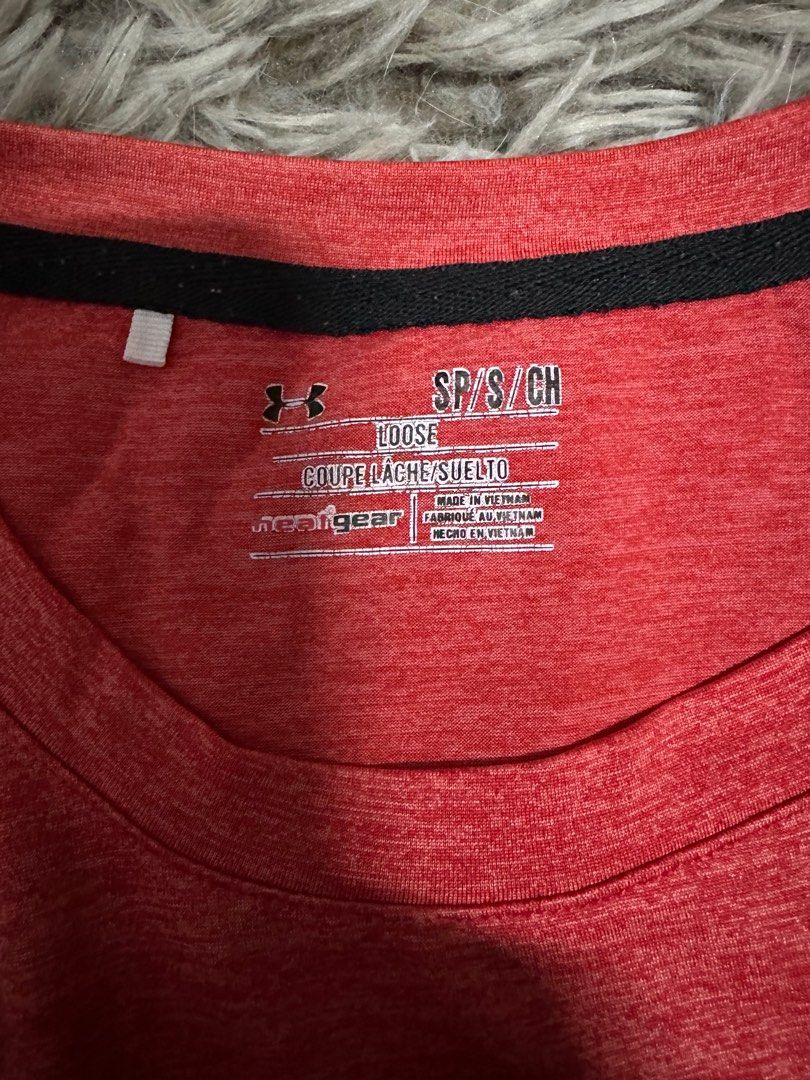 SP/S/CH
LOOSE
COUPE LÂCHE/SUELTO
heatgear
MADE IN VIETNAM
FABRIQUÉ AU VIETNAM
HECHO EN VIETNAM